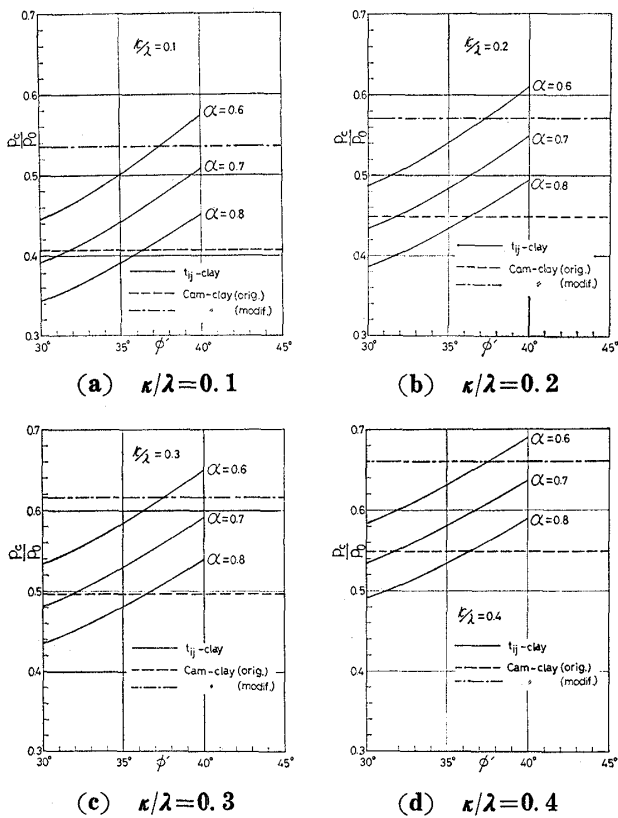 0.7
κ/λ = 0.1
0.6
α = 0.6
Pc/P0
α = 0.7
0.5
α = 0.8
0.4
tij-clay
Cam-clay (orig.)
〃 (modif.)
0.3
30° 35° φ′ 40° 45°
(a) κ/λ=0.1
0.7
κ/λ = 0.2
α = 0.6
0.6
Pc/P0
α = 0.7
0.5
α = 0.8
tij-clay
0.4
Cam-clay (orig.)
〃 (modif.)
0.3
30° 35° φ′ 40° 45°
(b) κ/λ=0.2
0.7
κ/λ = 0.3
α = 0.6
0.6
α = 0.7
Pc/P0
α = 0.8
0.5
tij-clay
Cam-clay (orig.)
0.4
〃 (modif.)
0.3
30° 35° φ′ 40° 45°
(c) κ/λ=0.3
0.7
α = 0.6
α = 0.7
0.6
α = 0.8
Pc/P0
0.5
κ/λ = 0.4
tij-clay
Cam-clay (orig.)
0.4
〃 (modif.)
0.3
30° 35° φ′ 40° 45°
(d) κ/λ=0.4